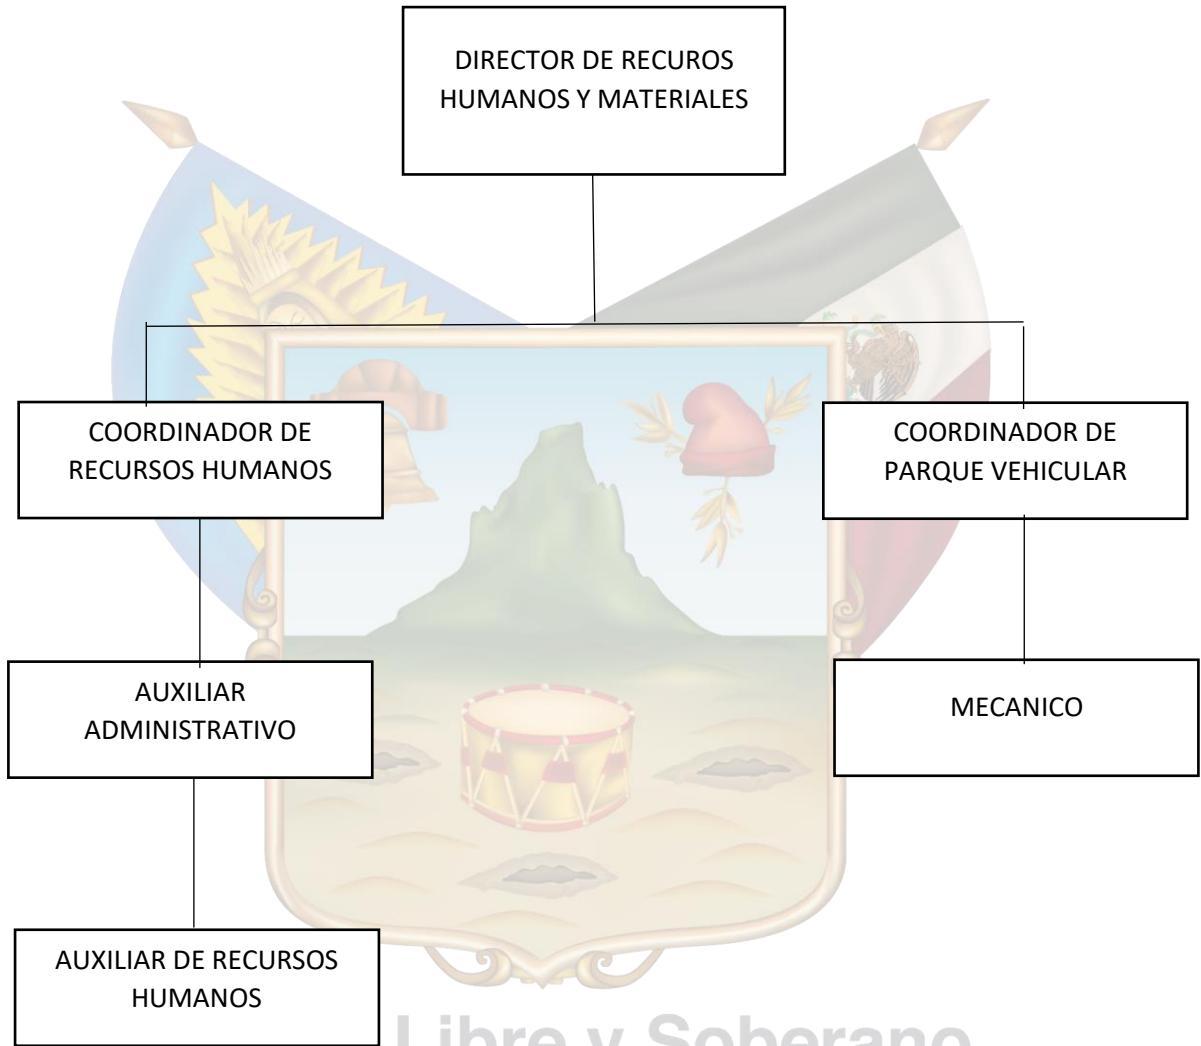 DIRECTOR DE RECUROS
HUMANOS Y MATERIALES
COORDINADOR DE
RECURSOS HUMANOS
COORDINADOR DE
PARQUE VEHICULAR
AUXILIAR
ADMINISTRATIVO
MECANICO
AUXILIAR DE RECURSOS
HUMANOS
Libre y Soberano